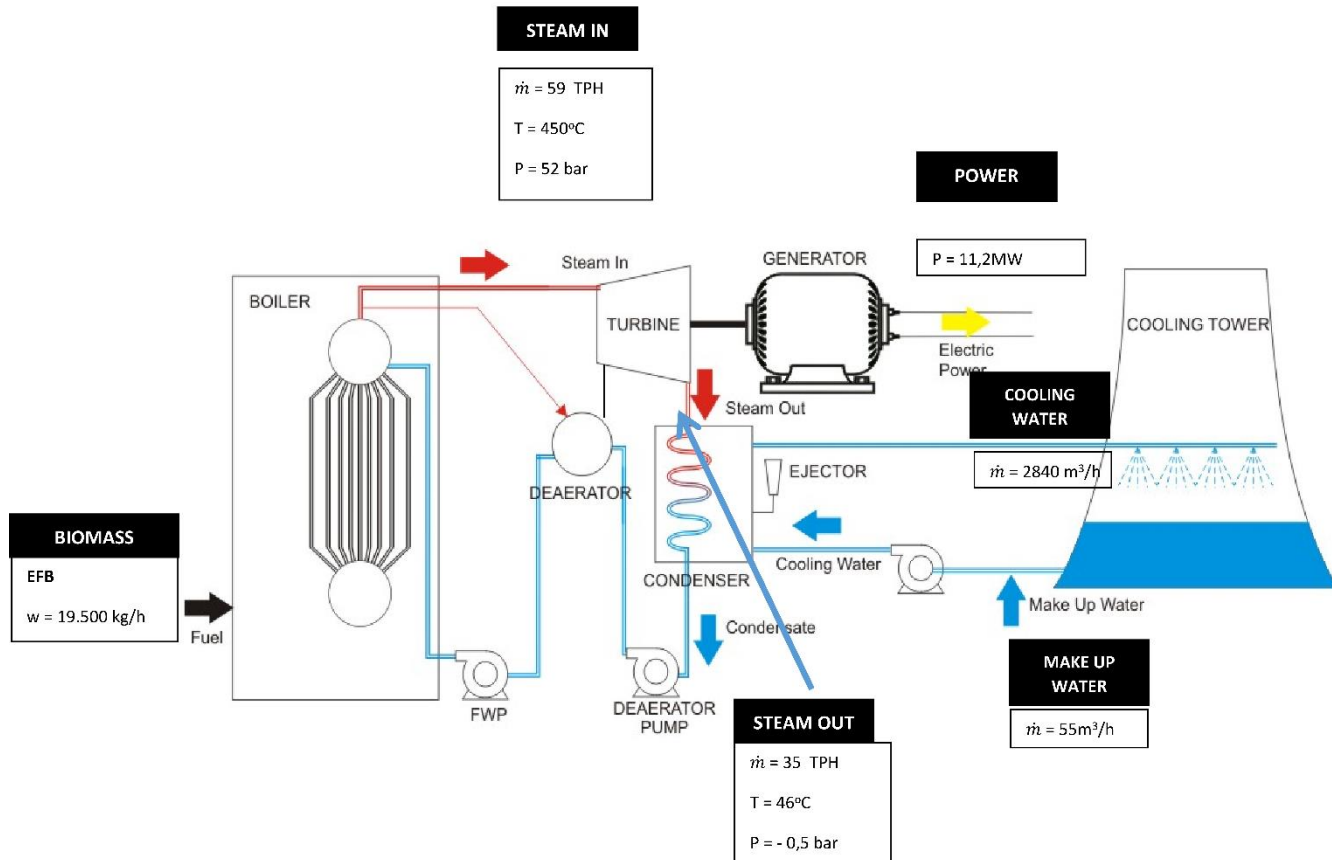 STEAM IN
ṁ = 59 TPH
T = 450ºC
P = 52 bar
POWER
P = 11,2MW
Steam In
GENERATOR
BOILER
TURBINE
COOLING TOWER
Electric
Power
Steam Out
COOLING
WATER
ṁ = 2840 m³/h
EJECTOR
DEAERATOR
BIOMASS
EFB
w = 19.500 kg/h
Fuel
Cooling Water
CONDENSER
Make Up Water
Condensate
MAKE UP
WATER
ṁ = 55m³/h
FWP
DEAERATOR
PUMP
STEAM OUT
ṁ = 35 TPH
T = 46ºC
P = - 0,5 bar